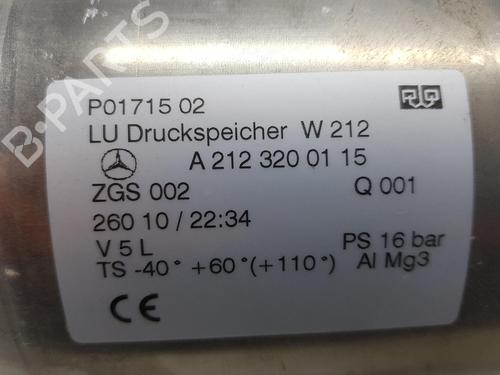 B-PARTS
P01715 02
LU Druckspeicher W 212
A 212 320 01 15
ZGS 002 Q 001
260 10 / 22:34
V 5 L PS 16 bar
TS -40° +60°(+110°) Al Mg3
CE